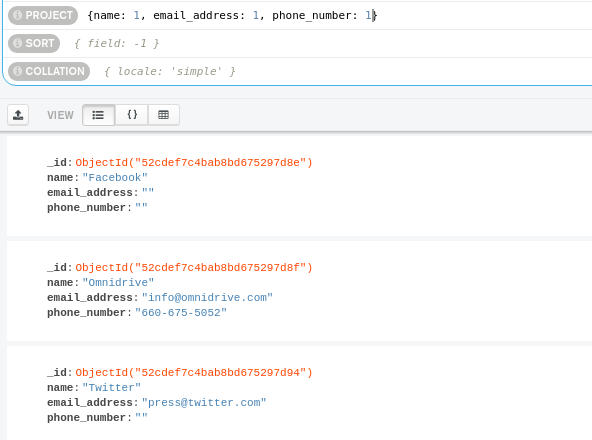 PROJECT {name: 1, email_address: 1, phone_number: 1}
SORT { field: -1 }
COLLATION { locale: 'simple' }
VIEW {}
_id: ObjectId("52cdef7c4bab8bd675297d8e")
name: "Facebook"
email_address: ""
phone_number: ""
_id: ObjectId("52cdef7c4bab8bd675297d8f")
name: "Omnidrive"
email_address: "info@omnidrive.com"
phone_number: "660-675-5052"
_id: ObjectId("52cdef7c4bab8bd675297d94")
name: "Twitter"
email_address: "press@twitter.com"
phone_number: ""